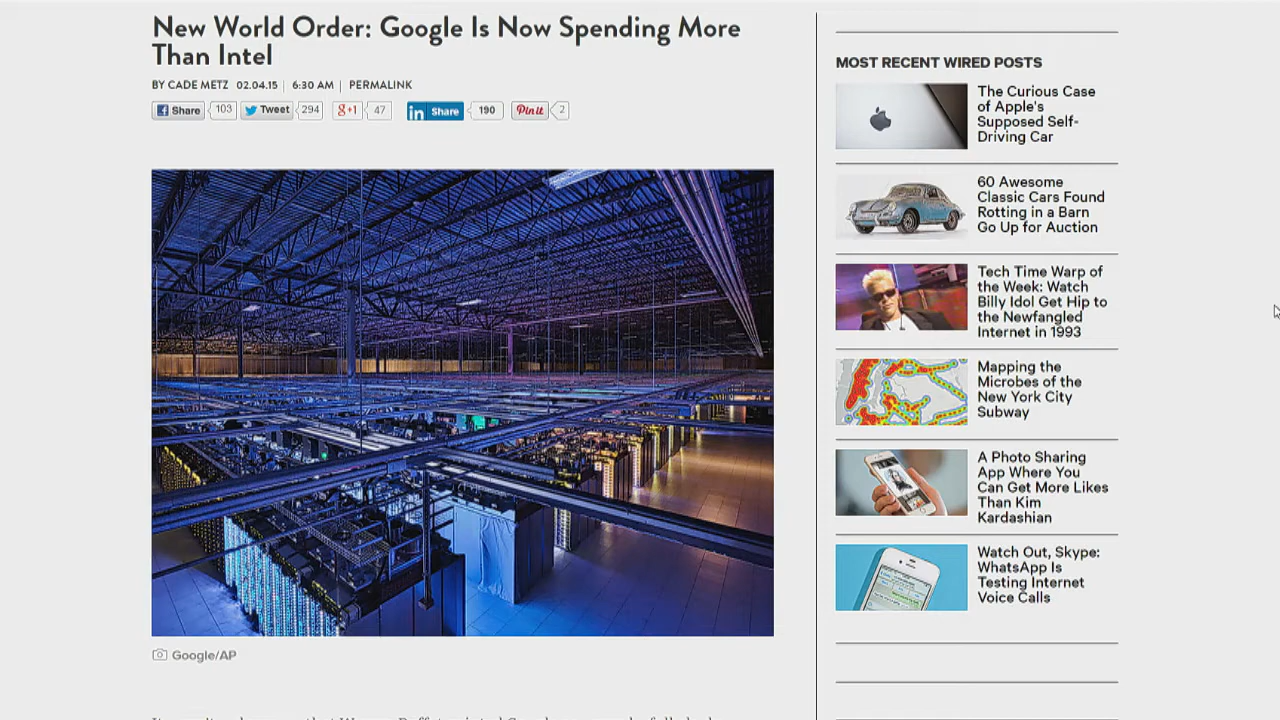 New World Order: Google Is Now Spending More
Than Intel
BY CADE METZ 02.04.15 | 6:30 AM | PERMALINK
Share 103 Tweet 294 g+1 47 in Share 190 Pin it 2
Google/AP
MOST RECENT WIRED POSTS
The Curious Case
of Apple's
Supposed Self-
Driving Car
60 Awesome
Classic Cars Found
Rotting in a Barn
Go Up for Auction
Tech Time Warp of
the Week: Watch
Billy Idol Get Hip to
the Newfangled
Internet in 1993
Mapping the
Microbes of the
New York City
Subway
A Photo Sharing
App Where You
Can Get More Likes
Than Kim
Kardashian
Watch Out, Skype:
WhatsApp Is
Testing Internet
Voice Calls